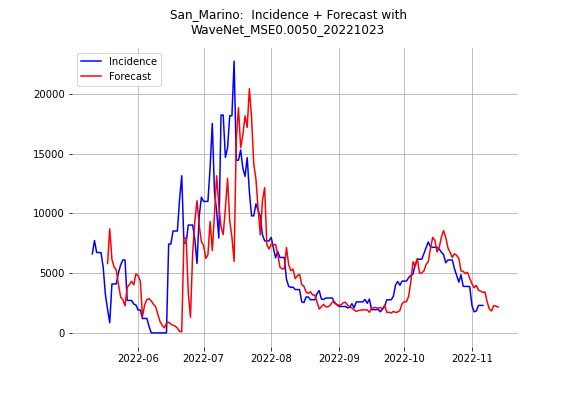 San_Marino:  Incidence + Forecast with
WaveNet_MSE0.0050_20221023
Incidence
Forecast
20000
15000
10000
5000
0
2022-06
2022-07
2022-08
2022-09
2022-10
2022-11